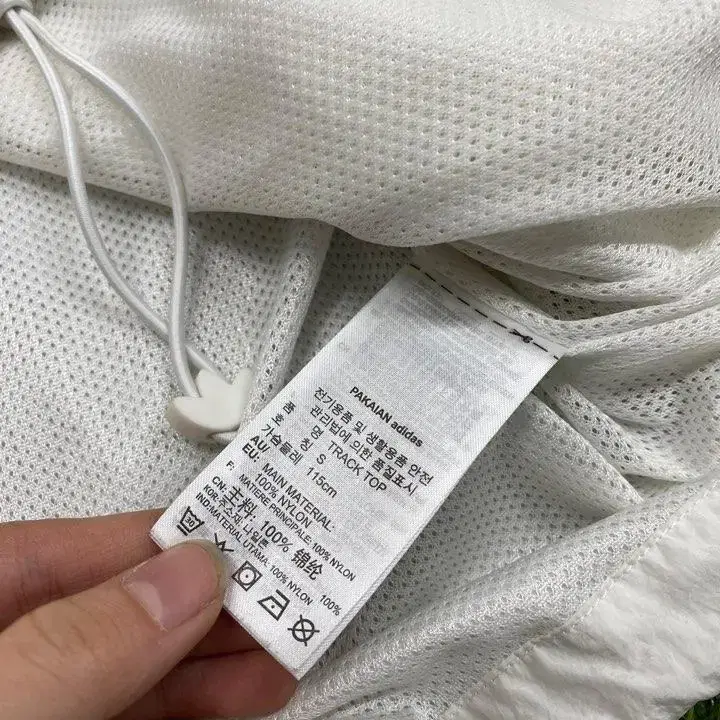 PAKAIAN adidas
전기용품 및 생활용품 안전
관리법에 의한 품질표시
품 명 TRACK TOP
호 칭 S
가슴둘레 115cm
AU/
EU: MAIN MATERIAL:
100% NYLON
F: MATIERE PRINCIPALE: 100% NYLON
CN: 主料: 100% 锦纶
KOR: 주소재: 나일론 100%
IND: MATERIAL UTAMA: 100% NYLON
30